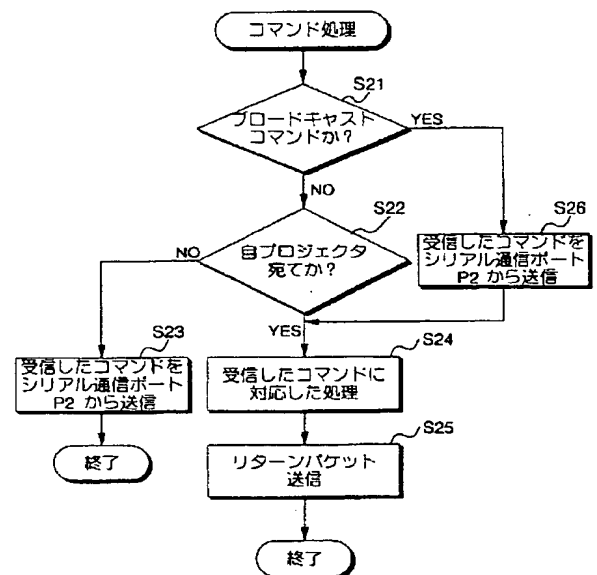 コマンド処理
S21
ブロードキャスト
コマンドか?
YES
NO
S22
自プロジェクタ
宛てか?
NO
YES
S26
受信したコマンドを
シリアル通信ポート
P2 から送信
S23
受信したコマンドを
シリアル通信ポート
P2 から送信
終了
S24
受信したコマンドに
対応した処理
S25
リターンパケット
送信
終了